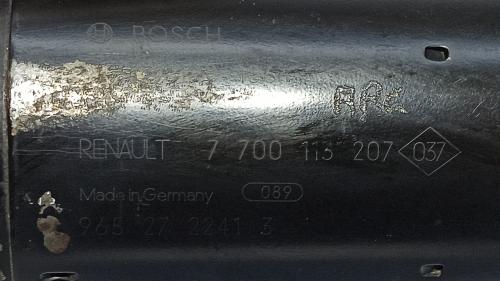 BOSCH
RENAULT 7 700 113 207 037
Made in Germany 089
965 27 2241 3